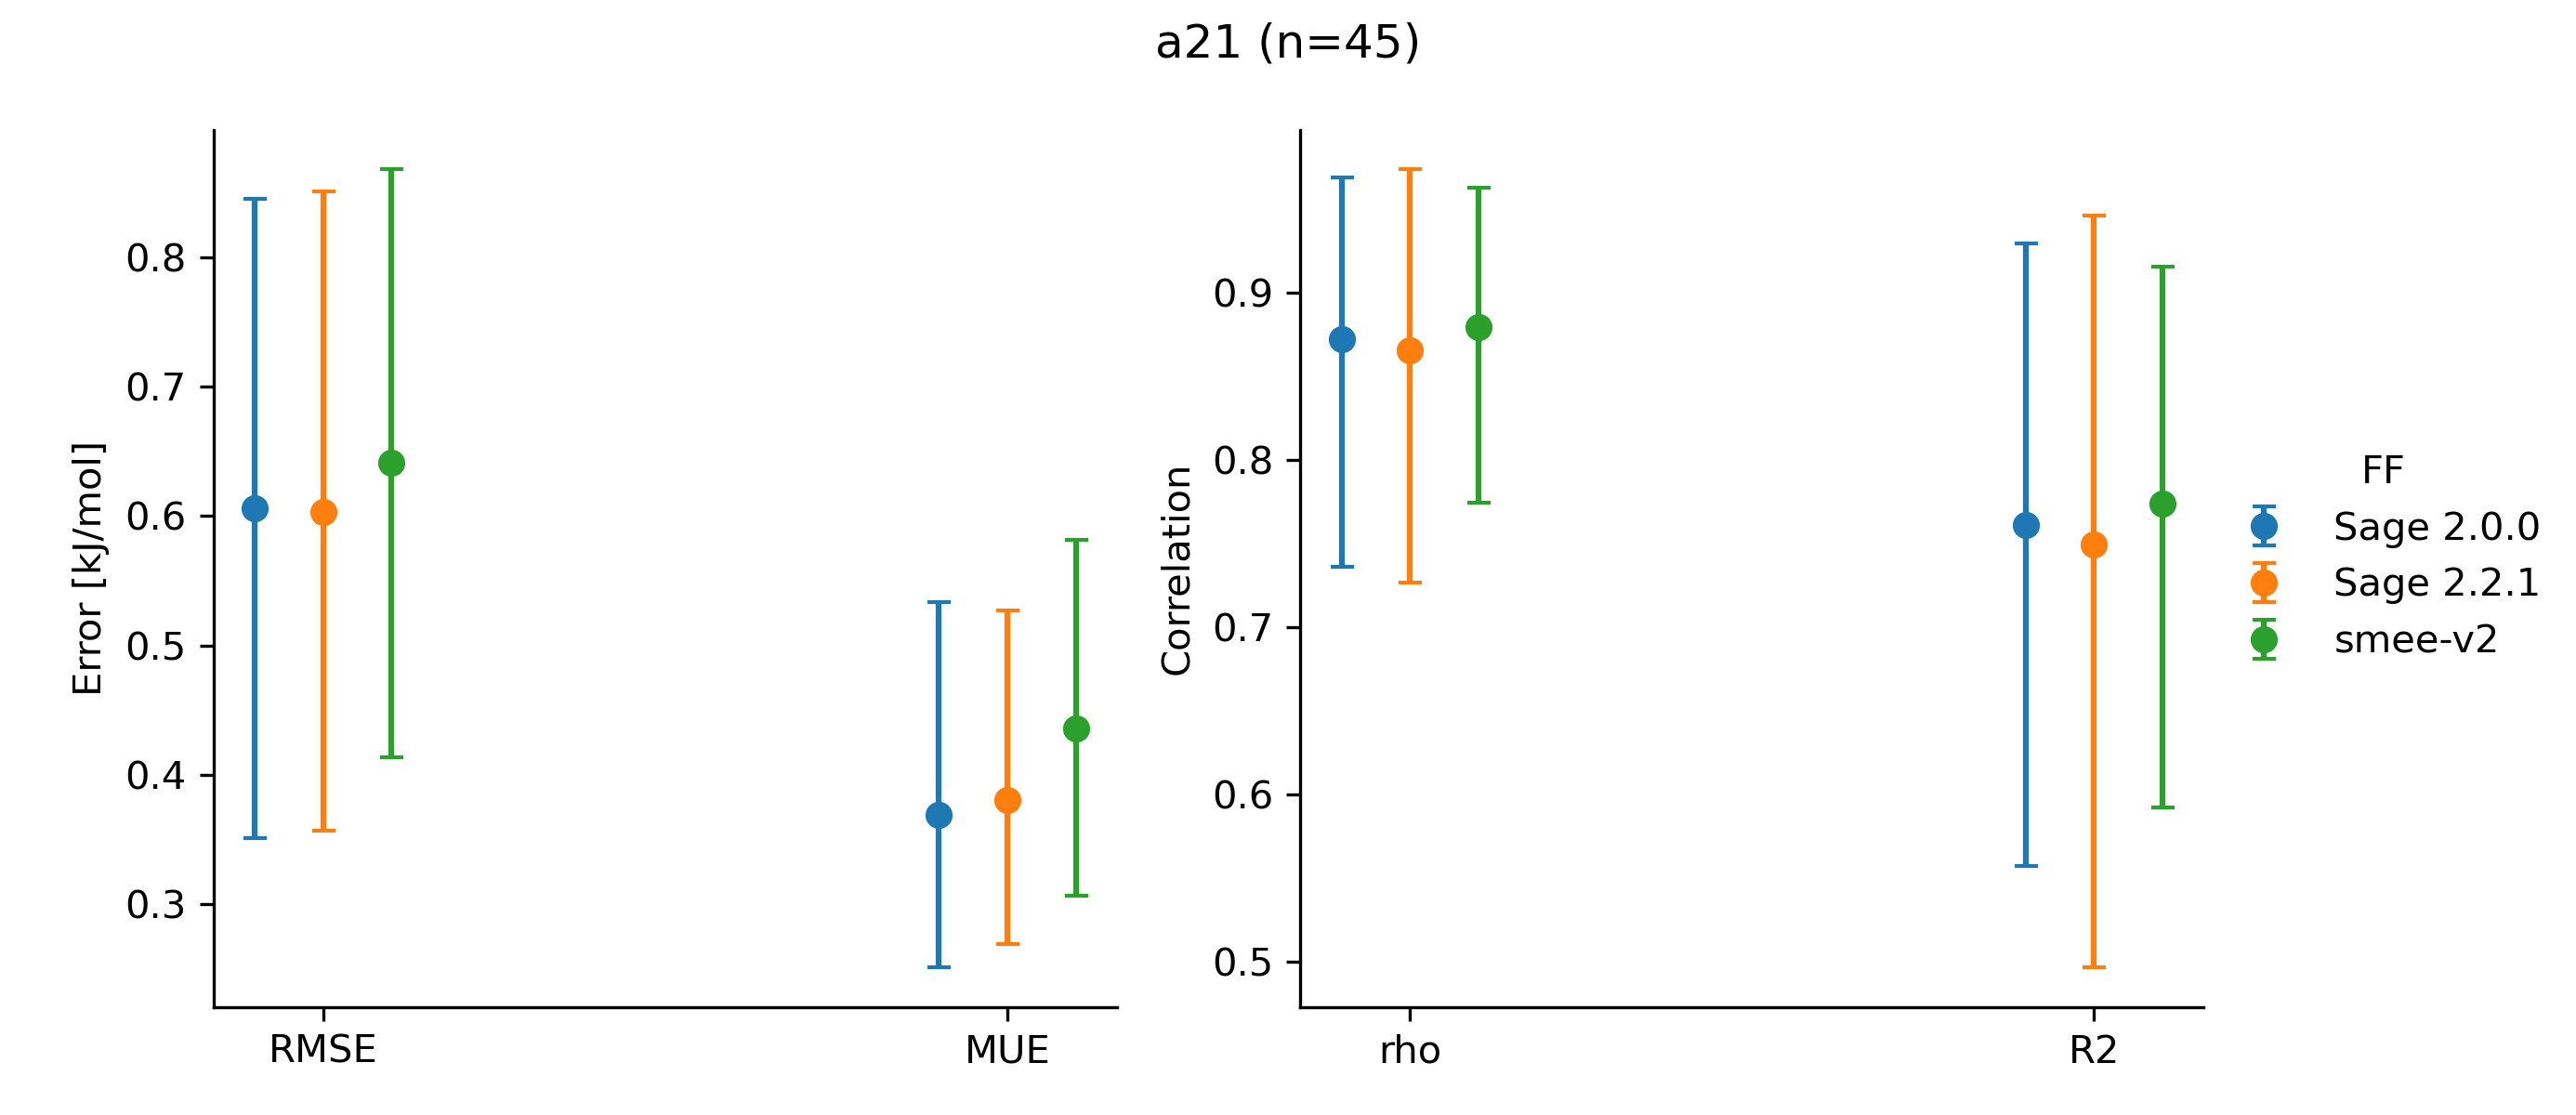 a21 (n=45)
Error [kJ/mol]
0.8
0.7
0.6
0.5
0.4
0.3
RMSE
MUE
Correlation
0.9
0.8
0.7
0.6
0.5
rho
R2
FF
Sage 2.0.0
Sage 2.2.1
smee-v2